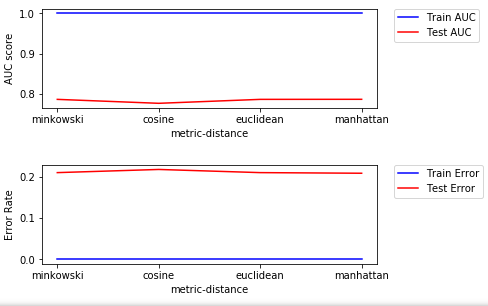 1.0
0.9
0.8
AUC score
minkowski cosine euclidean manhattan
metric-distance
Train AUC
Test AUC
0.2
0.1
0.0
Error Rate
minkowski cosine euclidean manhattan
metric-distance
Train Error
Test Error